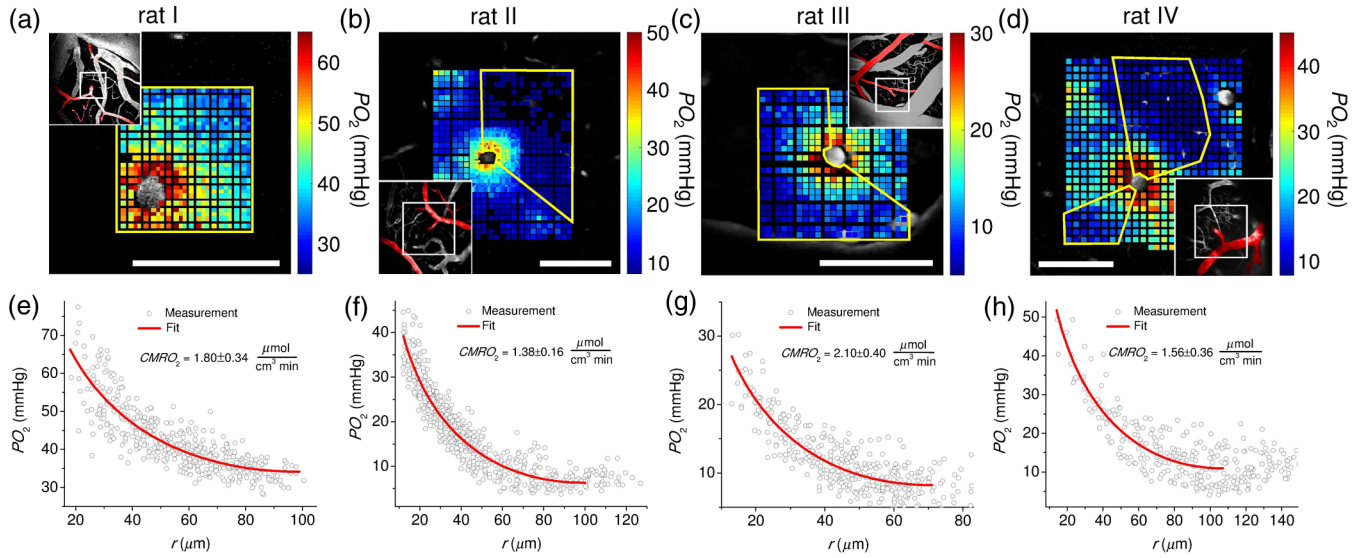 (a) rat I
60
50
40
30
PO2 (mmHg)
(b) rat II
50
40
30
20
10
PO2 (mmHg)
(c) rat III
30
20
10
PO2 (mmHg)
(d) rat IV
40
30
20
10
PO2 (mmHg)
(e)
Measurement
Fit
CMRO2 = 1.80±0.34 μmol
cm3 min
PO2 (mmHg)
80
70
60
50
40
30
20 40 60 80 100
r (μm)
(f)
Measurement
Fit
CMRO2 = 1.38±0.16 μmol
cm3 min
PO2 (mmHg)
45
35
25
15
5
20 40 60 80 100 120
r (μm)
(g)
Measurement
Fit
CMRO2 = 2.10±0.40 μmol
cm3 min
PO2 (mmHg)
30
20
10
20 40 60 80
r (μm)
(h)
Measurement
Fit
CMRO2 = 1.56±0.36 μmol
cm3 min
PO2 (mmHg)
50
40
30
20
10
20 40 60 80 100 120 140
r (μm)